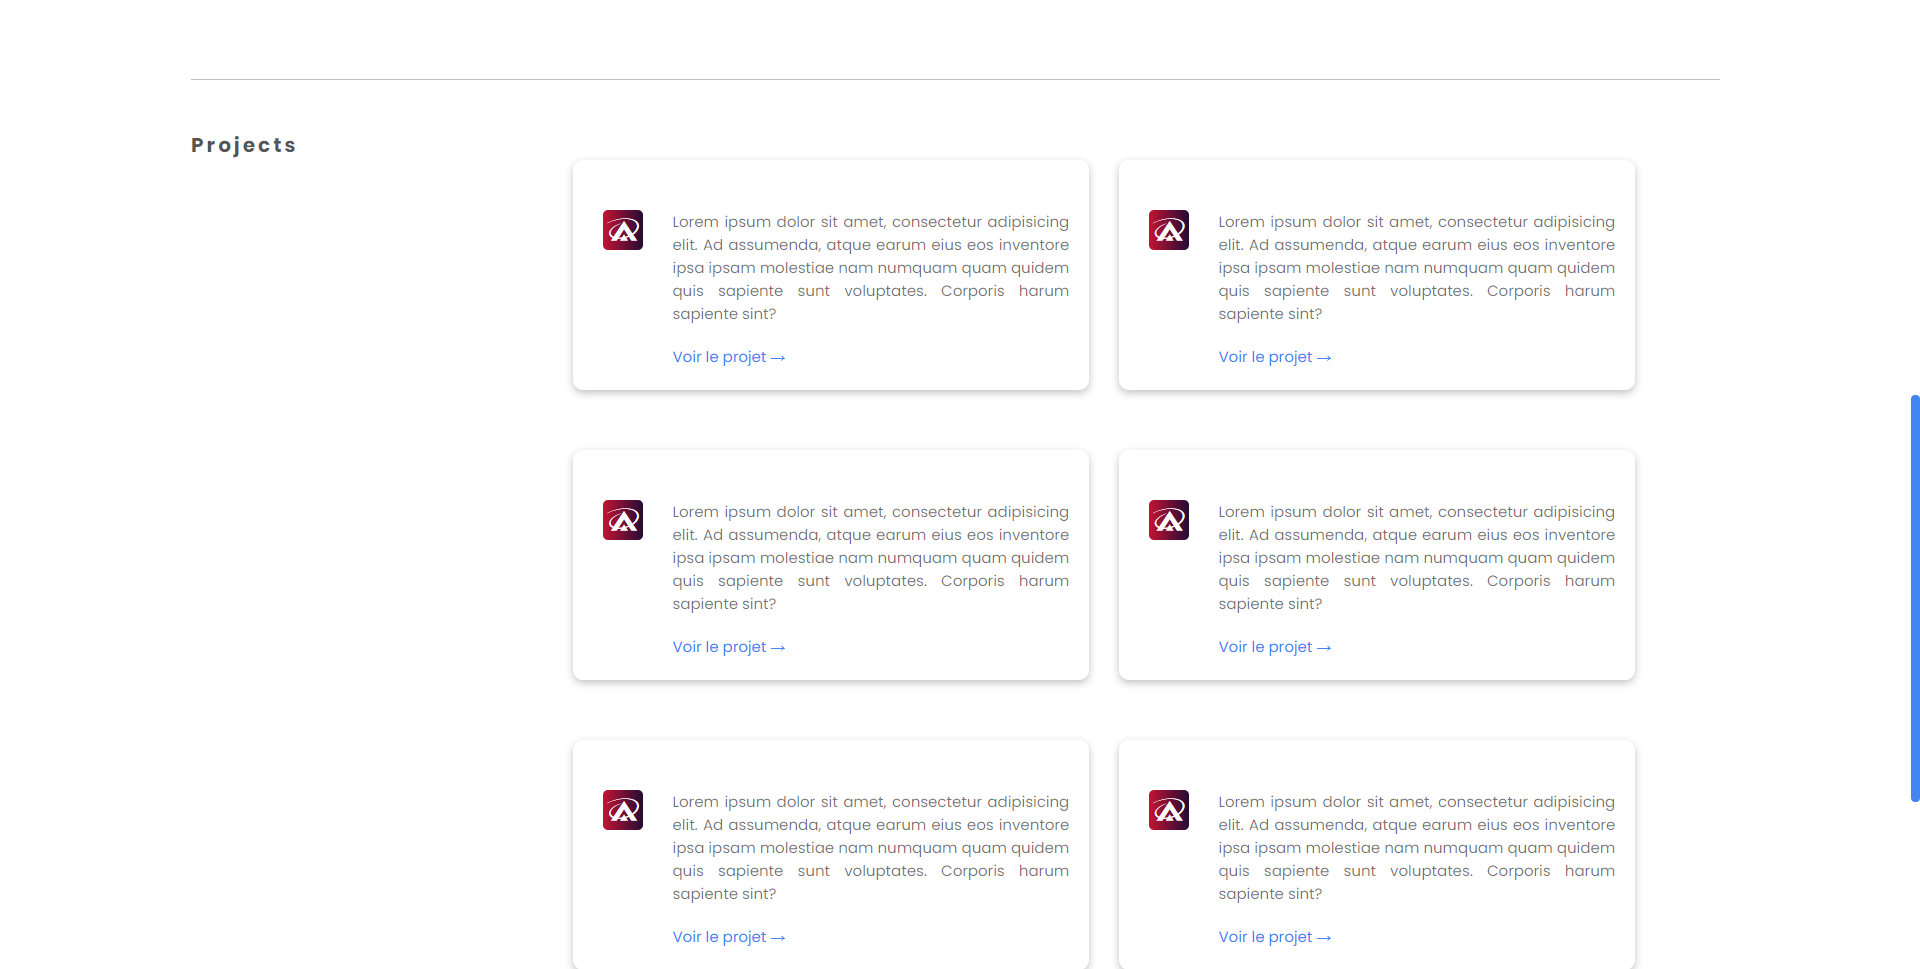 Projects
Lorem ipsum dolor sit amet, consectetur adipisicing
elit. Ad assumenda, atque earum eius eos inventore
ipsa ipsam molestiae nam numquam quam quidem
quis sapiente sunt voluptates. Corporis harum
sapiente sint?
Voir le projet →
Lorem ipsum dolor sit amet, consectetur adipisicing
elit. Ad assumenda, atque earum eius eos inventore
ipsa ipsam molestiae nam numquam quam quidem
quis sapiente sunt voluptates. Corporis harum
sapiente sint?
Voir le projet →
Lorem ipsum dolor sit amet, consectetur adipisicing
elit. Ad assumenda, atque earum eius eos inventore
ipsa ipsam molestiae nam numquam quam quidem
quis sapiente sunt voluptates. Corporis harum
sapiente sint?
Voir le projet →
Lorem ipsum dolor sit amet, consectetur adipisicing
elit. Ad assumenda, atque earum eius eos inventore
ipsa ipsam molestiae nam numquam quam quidem
quis sapiente sunt voluptates. Corporis harum
sapiente sint?
Voir le projet →
Lorem ipsum dolor sit amet, consectetur adipisicing
elit. Ad assumenda, atque earum eius eos inventore
ipsa ipsam molestiae nam numquam quam quidem
quis sapiente sunt voluptates. Corporis harum
sapiente sint?
Voir le projet →
Lorem ipsum dolor sit amet, consectetur adipisicing
elit. Ad assumenda, atque earum eius eos inventore
ipsa ipsam molestiae nam numquam quam quidem
quis sapiente sunt voluptates. Corporis harum
sapiente sint?
Voir le projet →